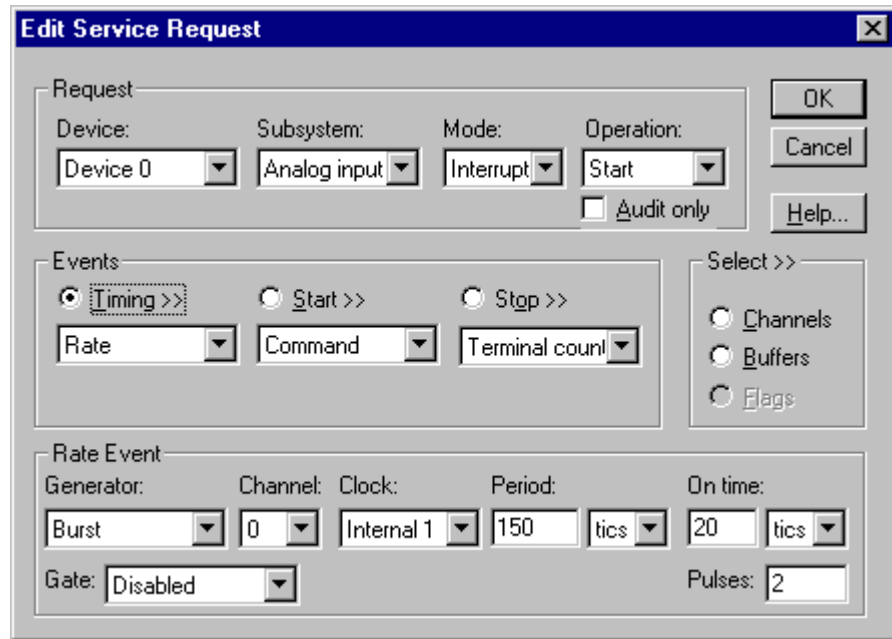 Edit Service Request
Request
OK
Device: Subsystem: Mode: Operation:
Device 0 Analog input Interrupt Start
Cancel
Audit only
Help...
Events
Select >>
Timing >> Start >> Stop >>
Rate Command Terminal count
Channels
Buffers
Flags
Rate Event
Generator: Channel: Clock: Period: On time:
Burst 0 Internal 1 150 tics 20 tics
Gate: Disabled Pulses: 2